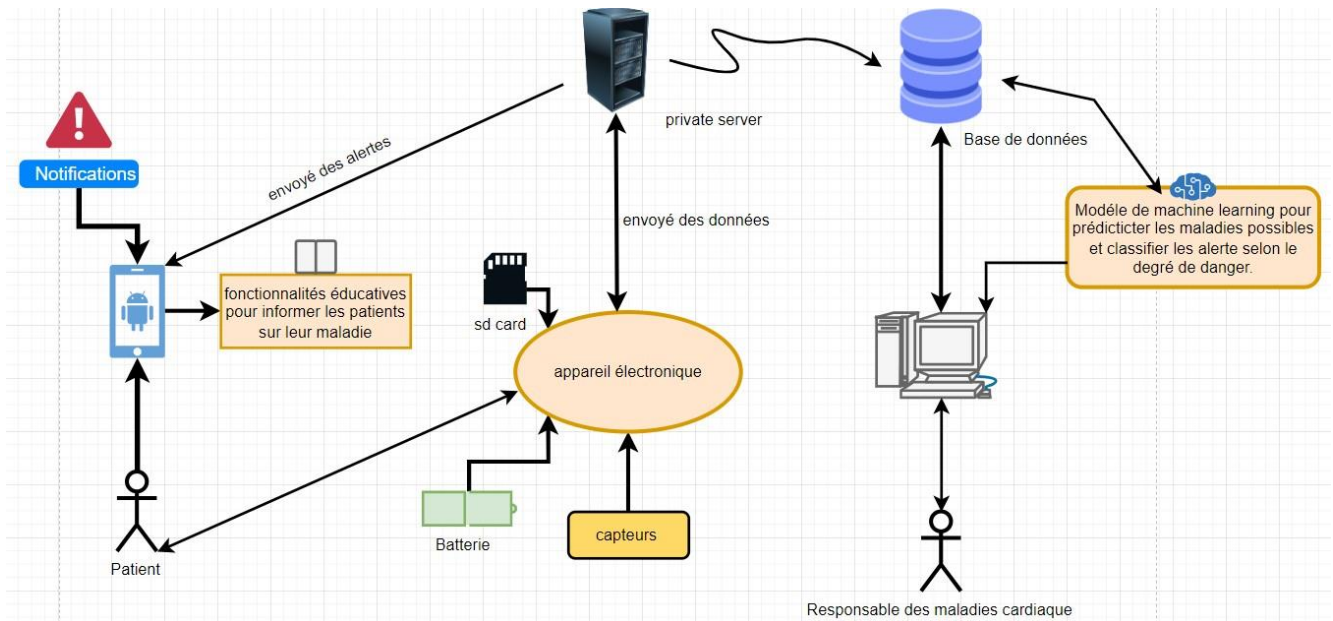 private server
Base de données
Notifications
envoyé des alertes
envoyé des données
Modéle de machine learning pour
prédicticter les maladies possibles
et classifier les alerte selon le
degré de danger.
fonctionnalités éducatives
pour informer les patients
sur leur maladie
sd card
appareil électronique
Batterie
capteurs
Patient
Responsable des maladies cardiaque